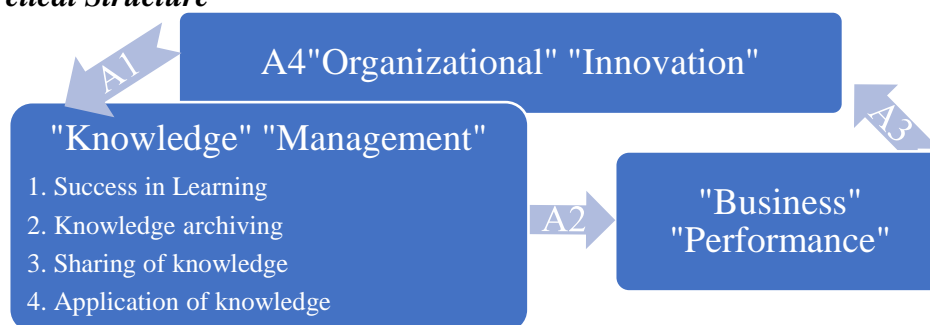 Structure
A1
A4"Organizational" "Innovation"
"Knowledge" "Management"
1. Success in Learning
2. Knowledge archiving
3. Sharing of knowledge
4. Application of knowledge
A2
A3
"Business"
"Performance"